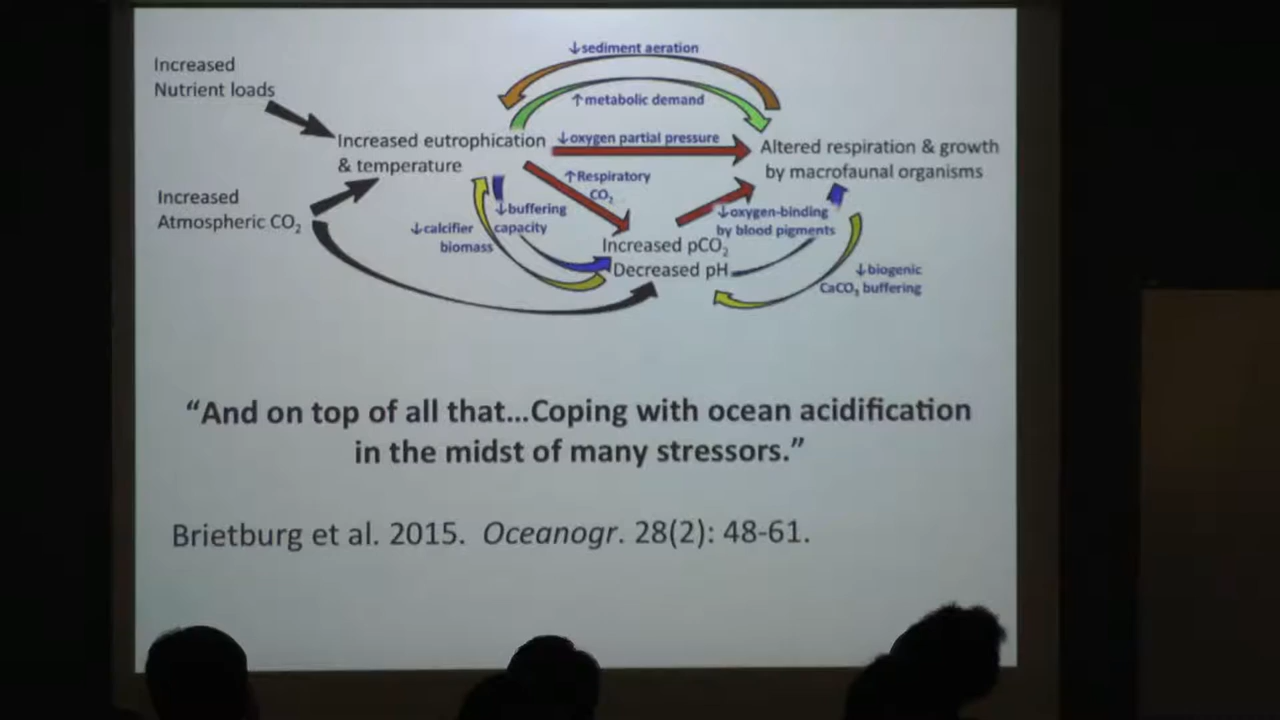 ↓sediment aeration
Increased
Nutrient loads
↑metabolic demand
Increased eutrophication
& temperature
↓oxygen partial pressure
Altered respiration & growth
by macrofaunal organisms
↑Respiratory
CO₂
Increased
Atmospheric CO₂
↓buffering
capacity
↓calcifier
biomass
↓oxygen-binding
by blood pigments
Increased pCO₂
Decreased pH
↓biogenic
CaCO₃ buffering
“And on top of all that...Coping with ocean acidification
in the midst of many stressors.”
Brietburg et al. 2015. Oceanogr. 28(2): 48-61.